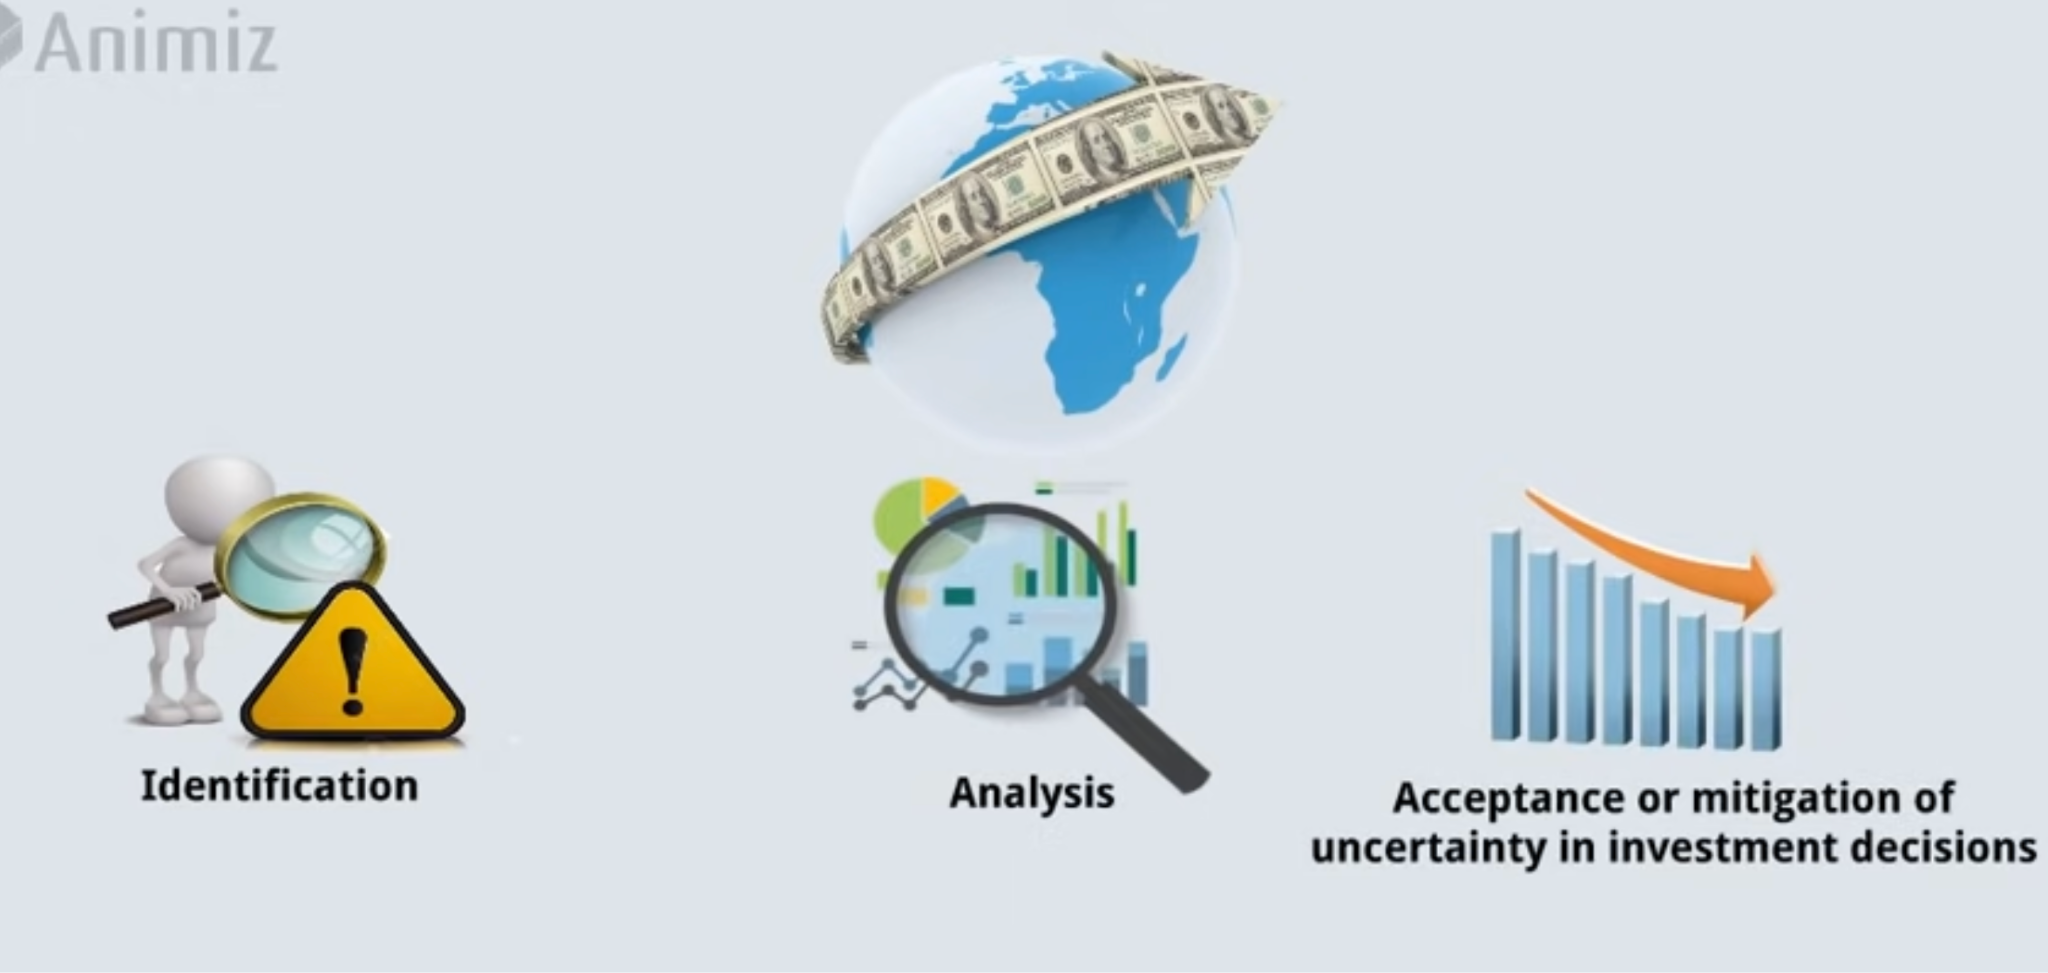 Animiz
Identification
Analysis
Acceptance or mitigation of
uncertainty in investment decisions